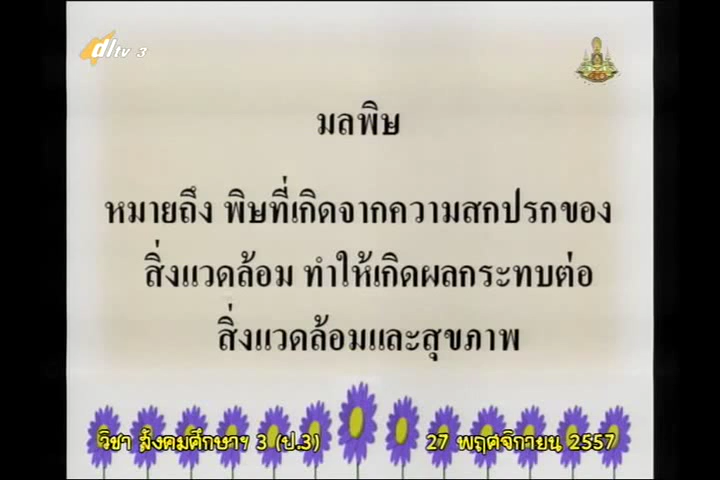 dltv 3
มลพิษ
หมายถึง พิษที่เกิดจากความสกปรกของ
สิ่งแวดล้อม ทำให้เกิดผลกระทบต่อ
สิ่งแวดล้อมและสุขภาพ
วิชา สังคมศึกษาฯ 3 (ป.3) 27 พฤศจิกายน 2557